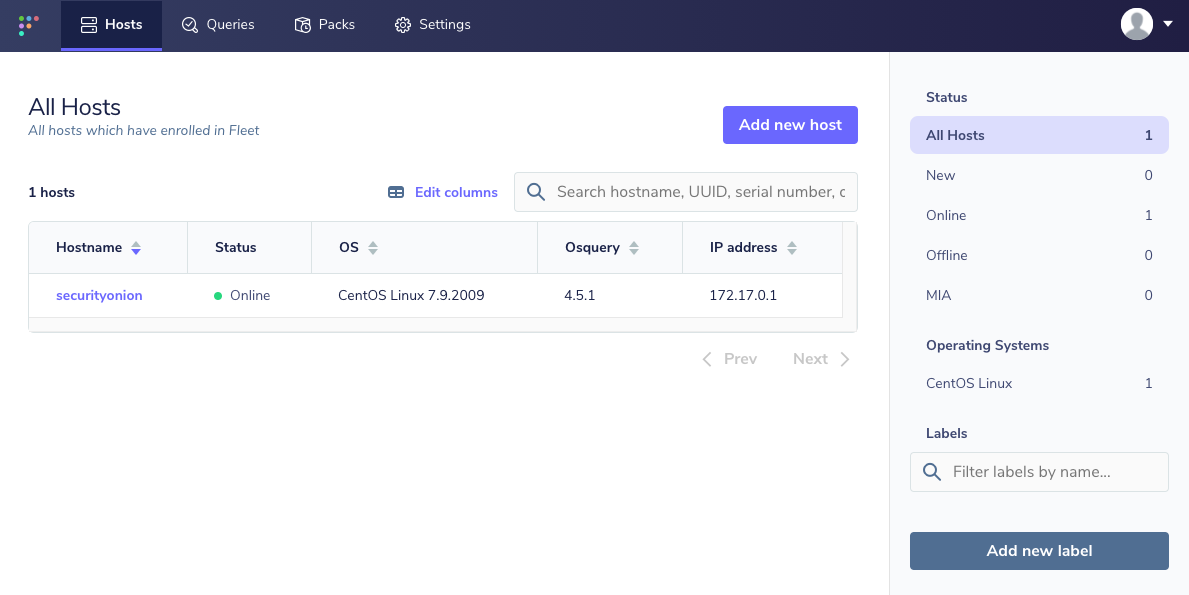 Hosts Queries Packs Settings
All Hosts
All hosts which have enrolled in Fleet
Add new host
1 hosts
Edit columns
Search hostname, UUID, serial number, c
Hostname Status OS Osquery IP address
securityonion Online CentOS Linux 7.9.2009 4.5.1 172.17.0.1
Prev Next
Status
All Hosts 1
New 0
Online 1
Offline 0
MIA 0
Operating Systems
CentOS Linux 1
Labels
Filter labels by name...
Add new label